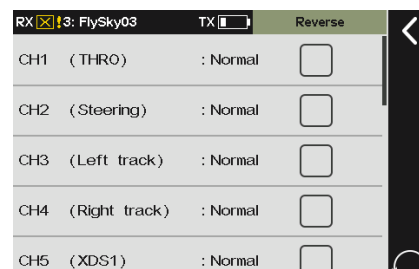 RX !3: FlySky03 TX Reverse
CH1 (THRO) : Normal
CH2 (Steering) : Normal
CH3 (Left track) : Normal
CH4 (Right track) : Normal
CH5 (XDS1) : Normal